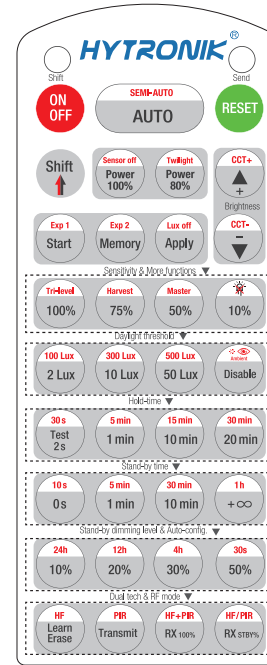 HYTRONIK®
Shift Send
ON SEMI-AUTO RESET
OFF AUTO
Shift Sensor off Twilight CCT+
Power Power +
100% 80% Brightness
Exp 1 Exp 2 Lux off CCT-
Start Memory Apply -
Sensitivity & More functions ▼
Tri-level Harvest Master
100% 75% 50% 10%
Daylight threshold ▼
100 Lux 300 Lux 500 Lux Ambient
2 Lux 10 Lux 50 Lux Disable
Hold-time ▼
30 s 5 min 15 min 30 min
Test 1 min 10 min 20 min
2 s
Stand-by time ▼
10 s 5 min 30 min 1 h
0 s 1 min 10 min +∞
Stand-by dimming level & Auto-config. ▼
24h 12h 4h 30s
10% 20% 30% 50%
Dual tech & RF mode ▼
HF PIR HF+PIR HF/PIR
Learn Transmit RX 100% RX STBY%
Erase